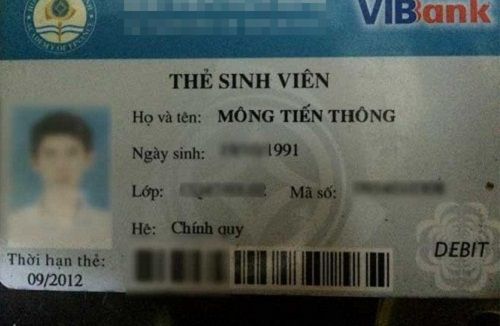 VIBank
THẺ SINH VIÊN
Họ và tên: MÔNG TIẾN THÔNG
Ngày sinh: 1991
Lớp: Mã số:
Hê: Chính quy
Thời hạn thẻ:
09/2012
DEBIT